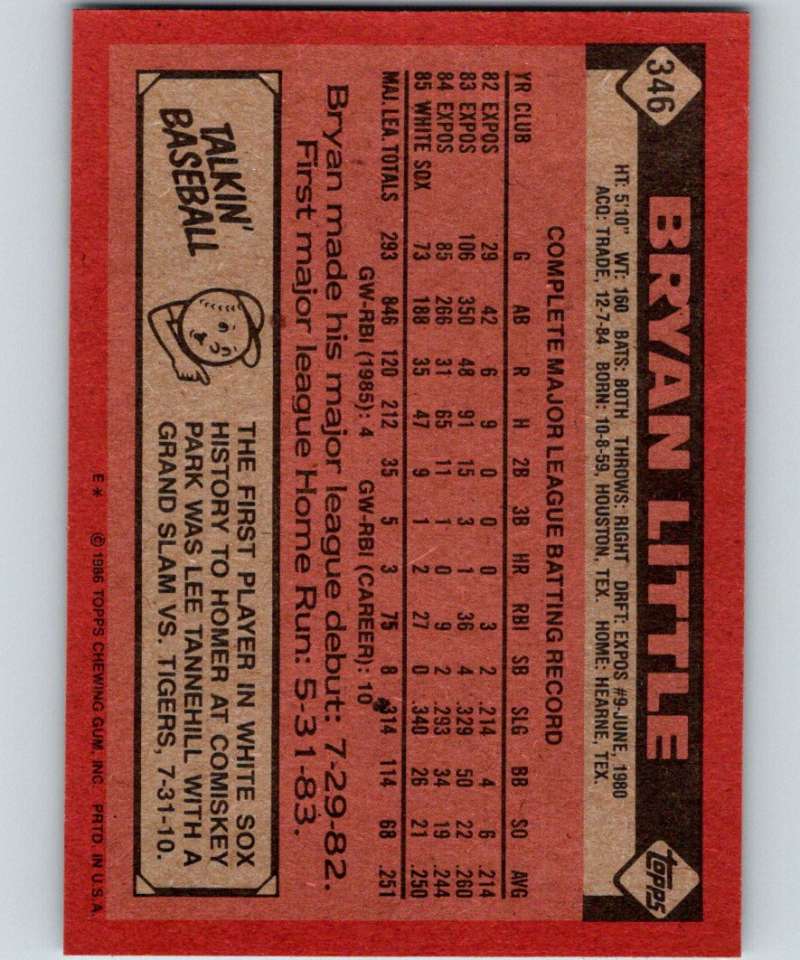 346
BRYAN LITTLE
TOPPS
HT: 5'10" WT: 160 BATS: BOTH THROWS: RIGHT DRFT: EXPOS #9-JUNE, 1980
ACQ: TRADE, 12-7-84 BORN: 10-8-59, HOUSTON, TEX. HOME: HEARNE, TEX.
COMPLETE MAJOR LEAGUE BATTING RECORD
YR CLUB G AB R H 2B 3B HR RBI SB SLG BB SO AVG
82 EXPOS 29 42 6 9 0 0 0 3 2 .214 4 6 .214
83 EXPOS 106 350 48 91 15 3 1 36 4 .329 50 22 .260
84 EXPOS 85 266 31 65 11 1 0 9 2 .293 34 19 .244
85 WHITE SOX 73 188 35 47 9 1 2 27 0 .340 26 21 .250
MAJ. LEA. TOTALS 293 846 120 212 35 5 3 75 8 .314 114 68 .251
GW-RBI (1985): 4 GW-RBI (CAREER): 10
Bryan made his major league debut: 7-29-82.
First major league Home Run: 5-31-83.
TALKIN'
BASEBALL
THE FIRST PLAYER IN WHITE SOX
HISTORY TO HOMER AT COMISKEY
PARK WAS LEE TANNEHILL WITH A
GRAND SLAM VS. TIGERS, 7-31-10.
E* © 1986 TOPPS CHEWING GUM, INC. PRTD. IN U.S.A.